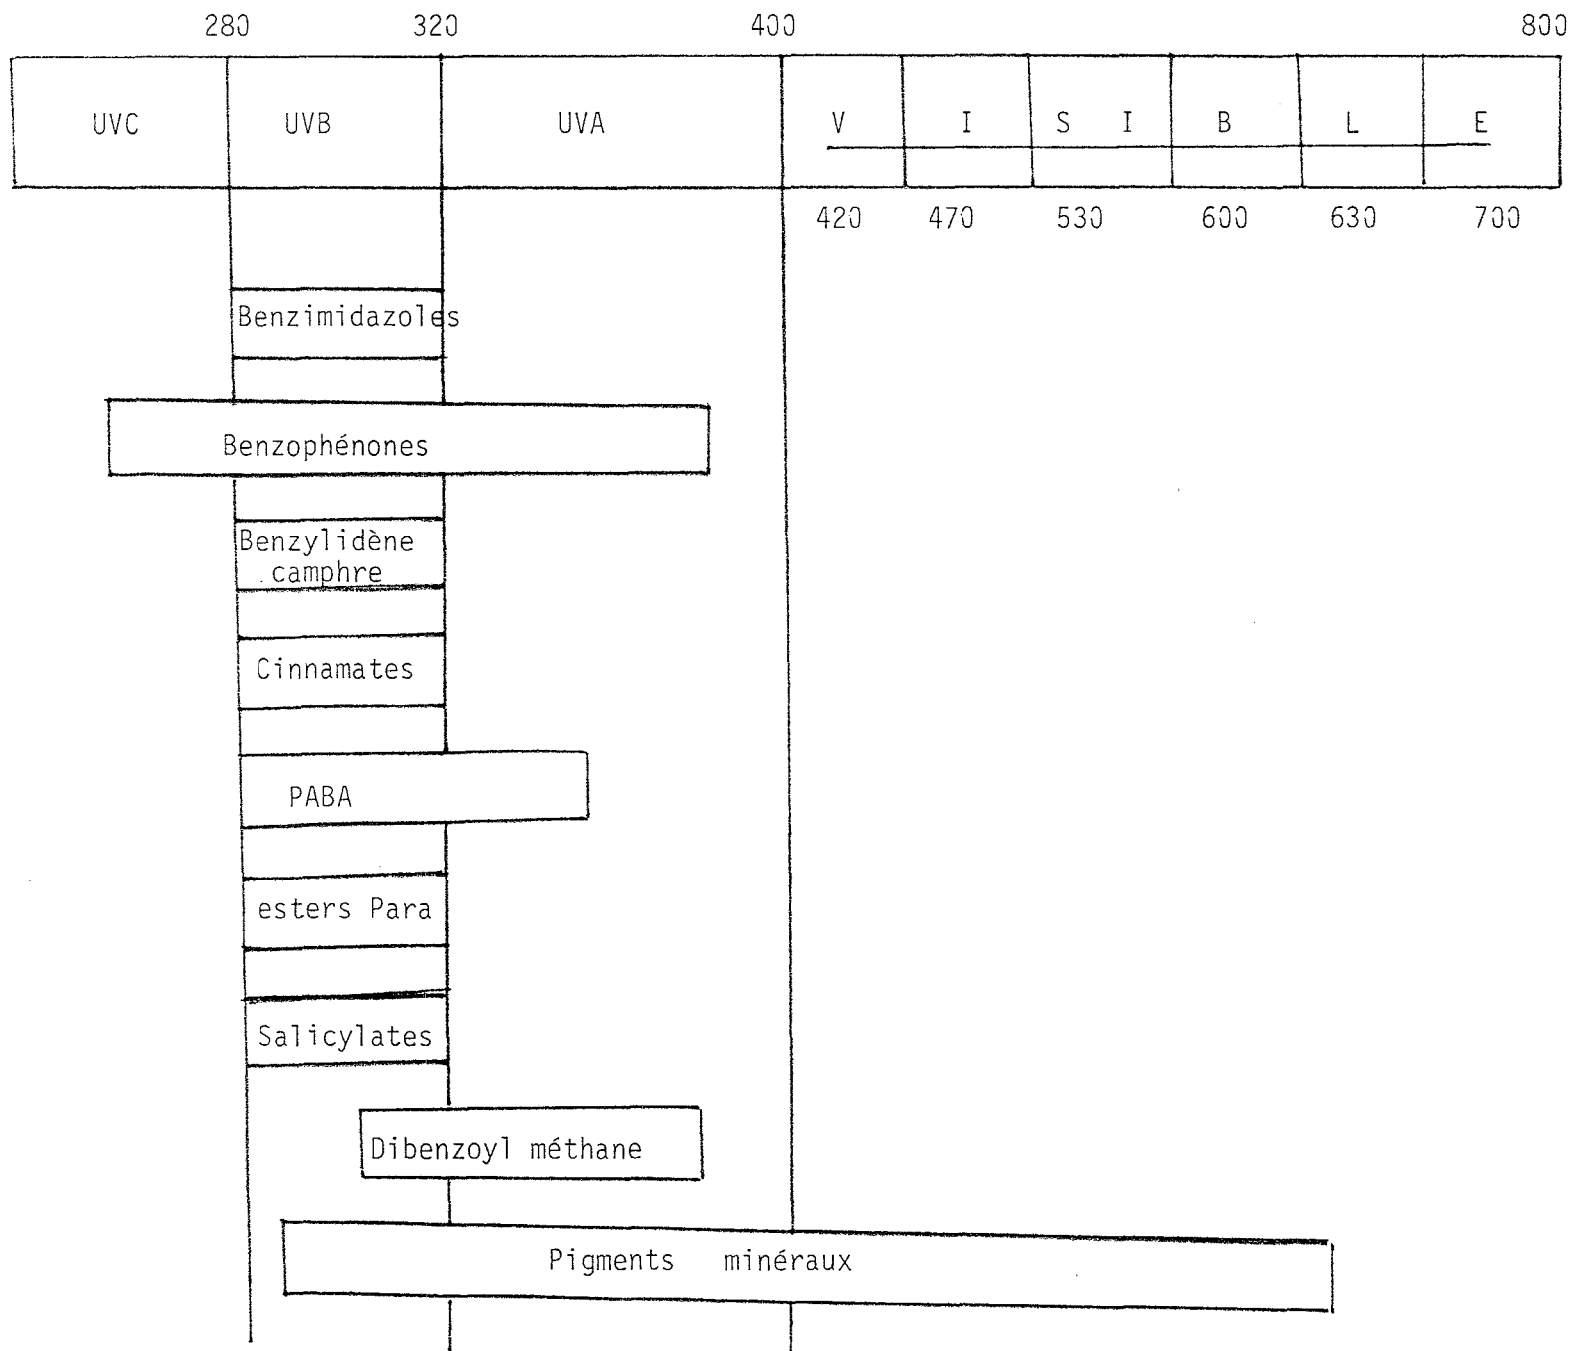 280 320 400 800
UVC UVB UVA V I S I B L E
420 470 530 600 630 700
Benzimidazoles
Benzophénones
Benzylidène
camphre
Cinnamates
PABA
esters Para
Salicylates
Dibenzoyl méthane
Pigments minéraux